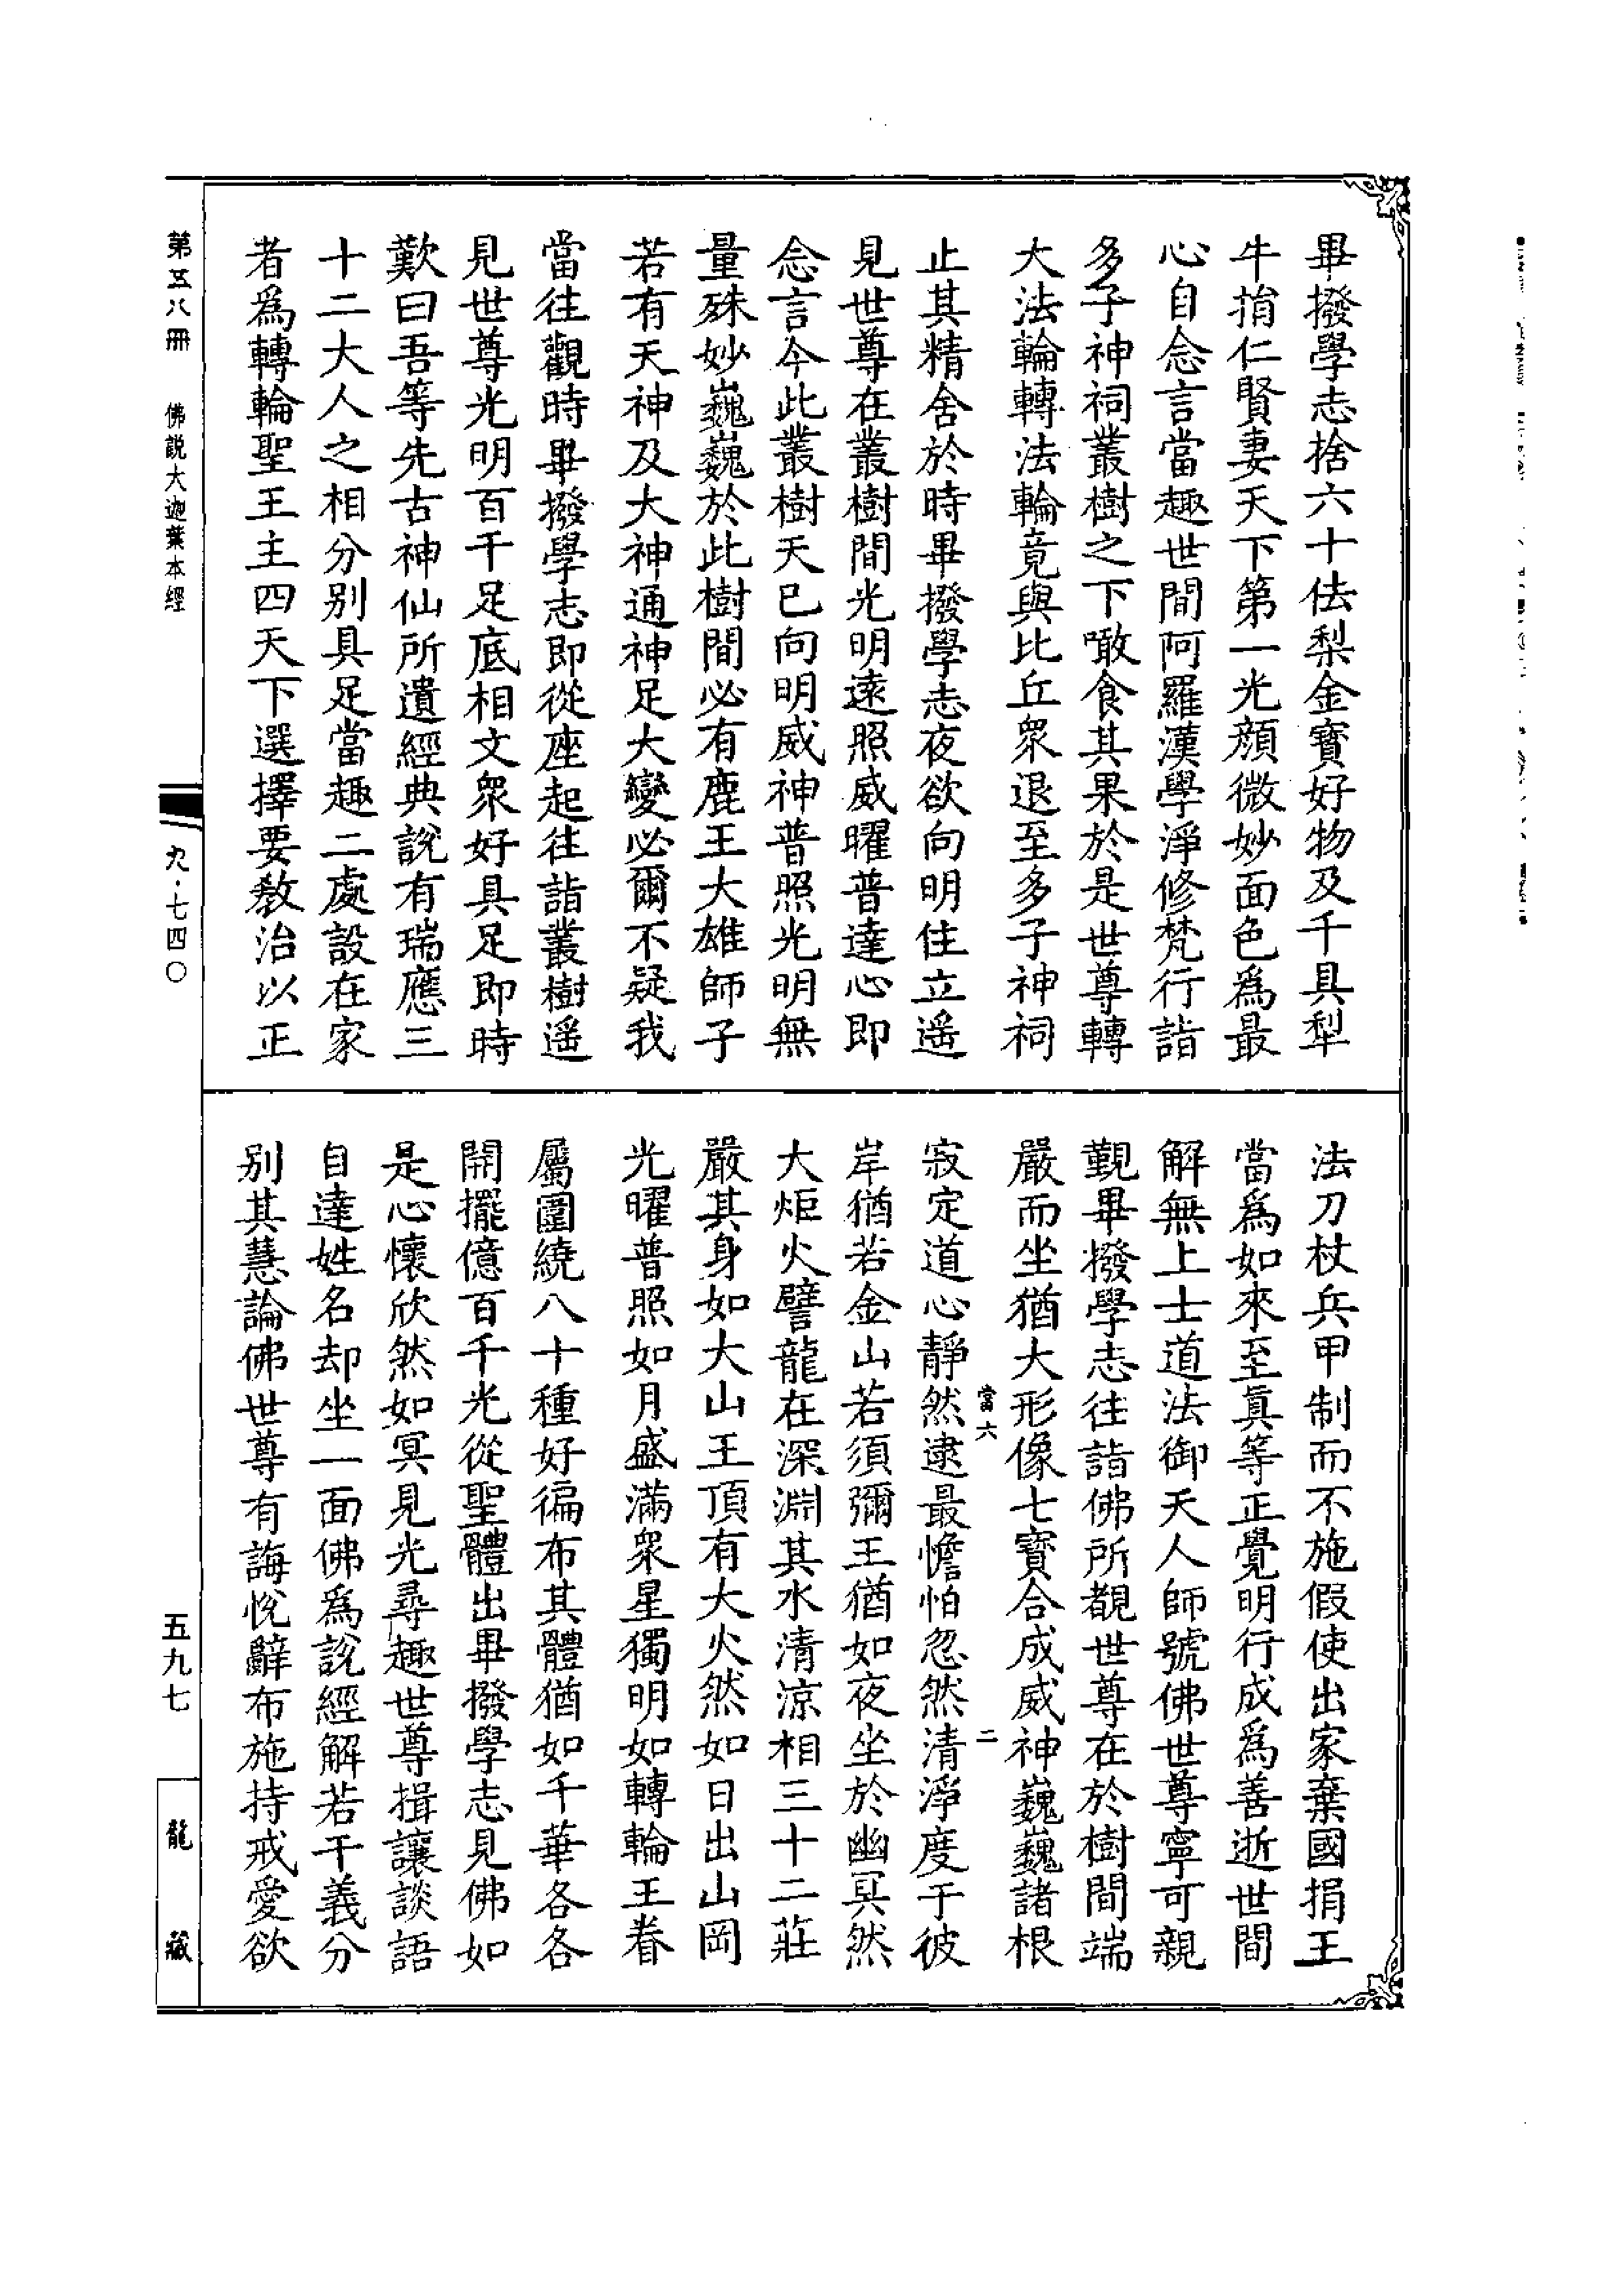 畢撥學志捨六十佉梨金寶好物及千具犁
牛捐仁賢妻天下第一光顏微妙面色爲最
心自念言當趣世間阿羅漢學淨修梵行詣
多子神祠叢樹之下噉食其果於是世尊轉
大法輪轉法輪竟與比丘眾退至多子神祠
止其精舍於時畢撥學志夜欲向明住立遥
見世尊在叢樹間光明遠照威曜普達心即
念言今此叢樹天已向明威神普照光明無
量殊妙巍巍於此樹間必有鹿王大雄師子
若有天神及大神通神足大變必爾不疑我
當往觀時畢撥學志即從座起往詣叢樹遥
見世尊光明百千足底相文眾好具足即時
歎曰吾等先古神仙所遺經典說有瑞應三
十二大人之相分別具足當趣二處設在家
者爲轉輪聖王主四天下選擇要教治以正
法刀杖兵甲制而不施假使出家棄國捐王
當爲如來至眞等正覺明行成爲善逝世間
解無上士道法御天人師號佛世尊寧可親
覲畢撥學志往詣佛所覩世尊在於樹間端
嚴而坐猶大形像七寶合成威神巍巍諸根
當六
二
寂定道心靜然逮最憺怕忽然清淨度于彼
岸猶若金山若須彌王猶如夜坐於幽冥然
大炬火譬龍在深淵其水清涼相三十二莊
嚴其身如大山王頂有大火然如日出山岡
光曜普照如月盛滿眾星獨明如轉輪王眷
屬圍繞八十種好徧布其體猶如千華各各
開擺億百千光從聖體出畢撥學志見佛如
是心懷欣然如冥見光尋趣世尊揖讓談語
自達姓名却坐一面佛爲說經解若干義分
別其慧論佛世尊有誨悅辭布施持戒愛欲
第五八冊
佛説大迦葉本經
九·七四〇
五九七
龍藏